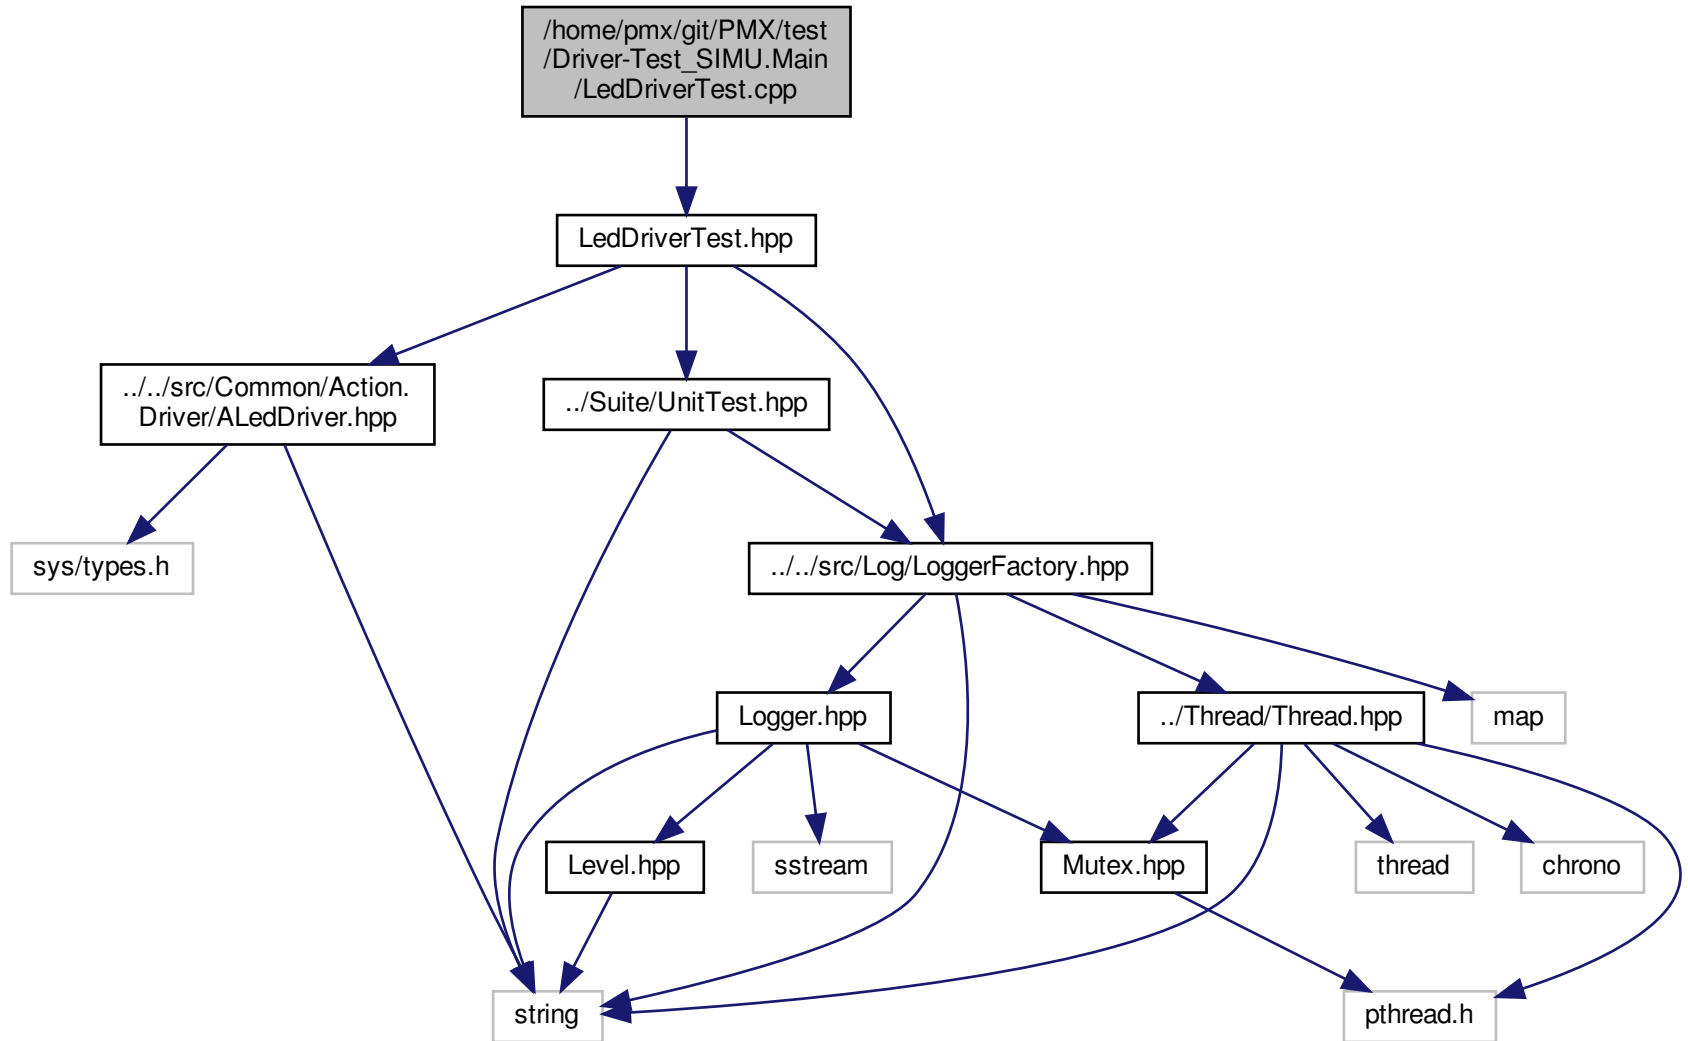 /home/pmx/git/PMX/test
/Driver-Test_SIMU.Main
/LedDriverTest.cpp
LedDriverTest.hpp
../../src/Common/Action.
Driver/ALedDriver.hpp
../Suite/UnitTest.hpp
sys/types.h
../../src/Log/LoggerFactory.hpp
Logger.hpp
../Thread/Thread.hpp
map
Level.hpp
sstream
Mutex.hpp
thread
chrono
string
pthread.h